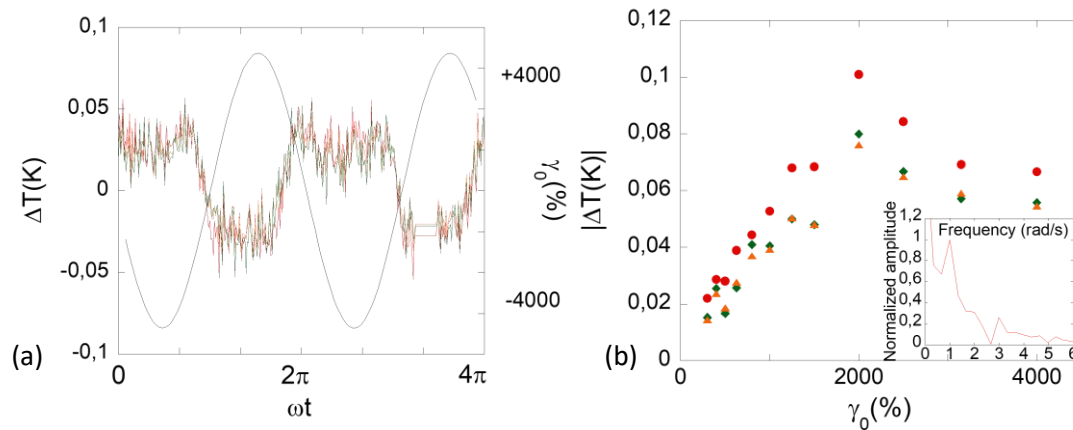 0,1
0,05
0
-0,05
-0,1
ΔT(K)
+4000
-4000
γ0(%)
(a)
0
2π
4π
ωt
0,12
0,1
0,08
0,06
0,04
0,02
0
|ΔT(K)|
(b)
0
2000
4000
γ0(%)
1,2
1
0,8
0,6
0,4
0,2
0
Normalized amplitude
Frequency (rad/s)
0 1 2 3 4 5 6